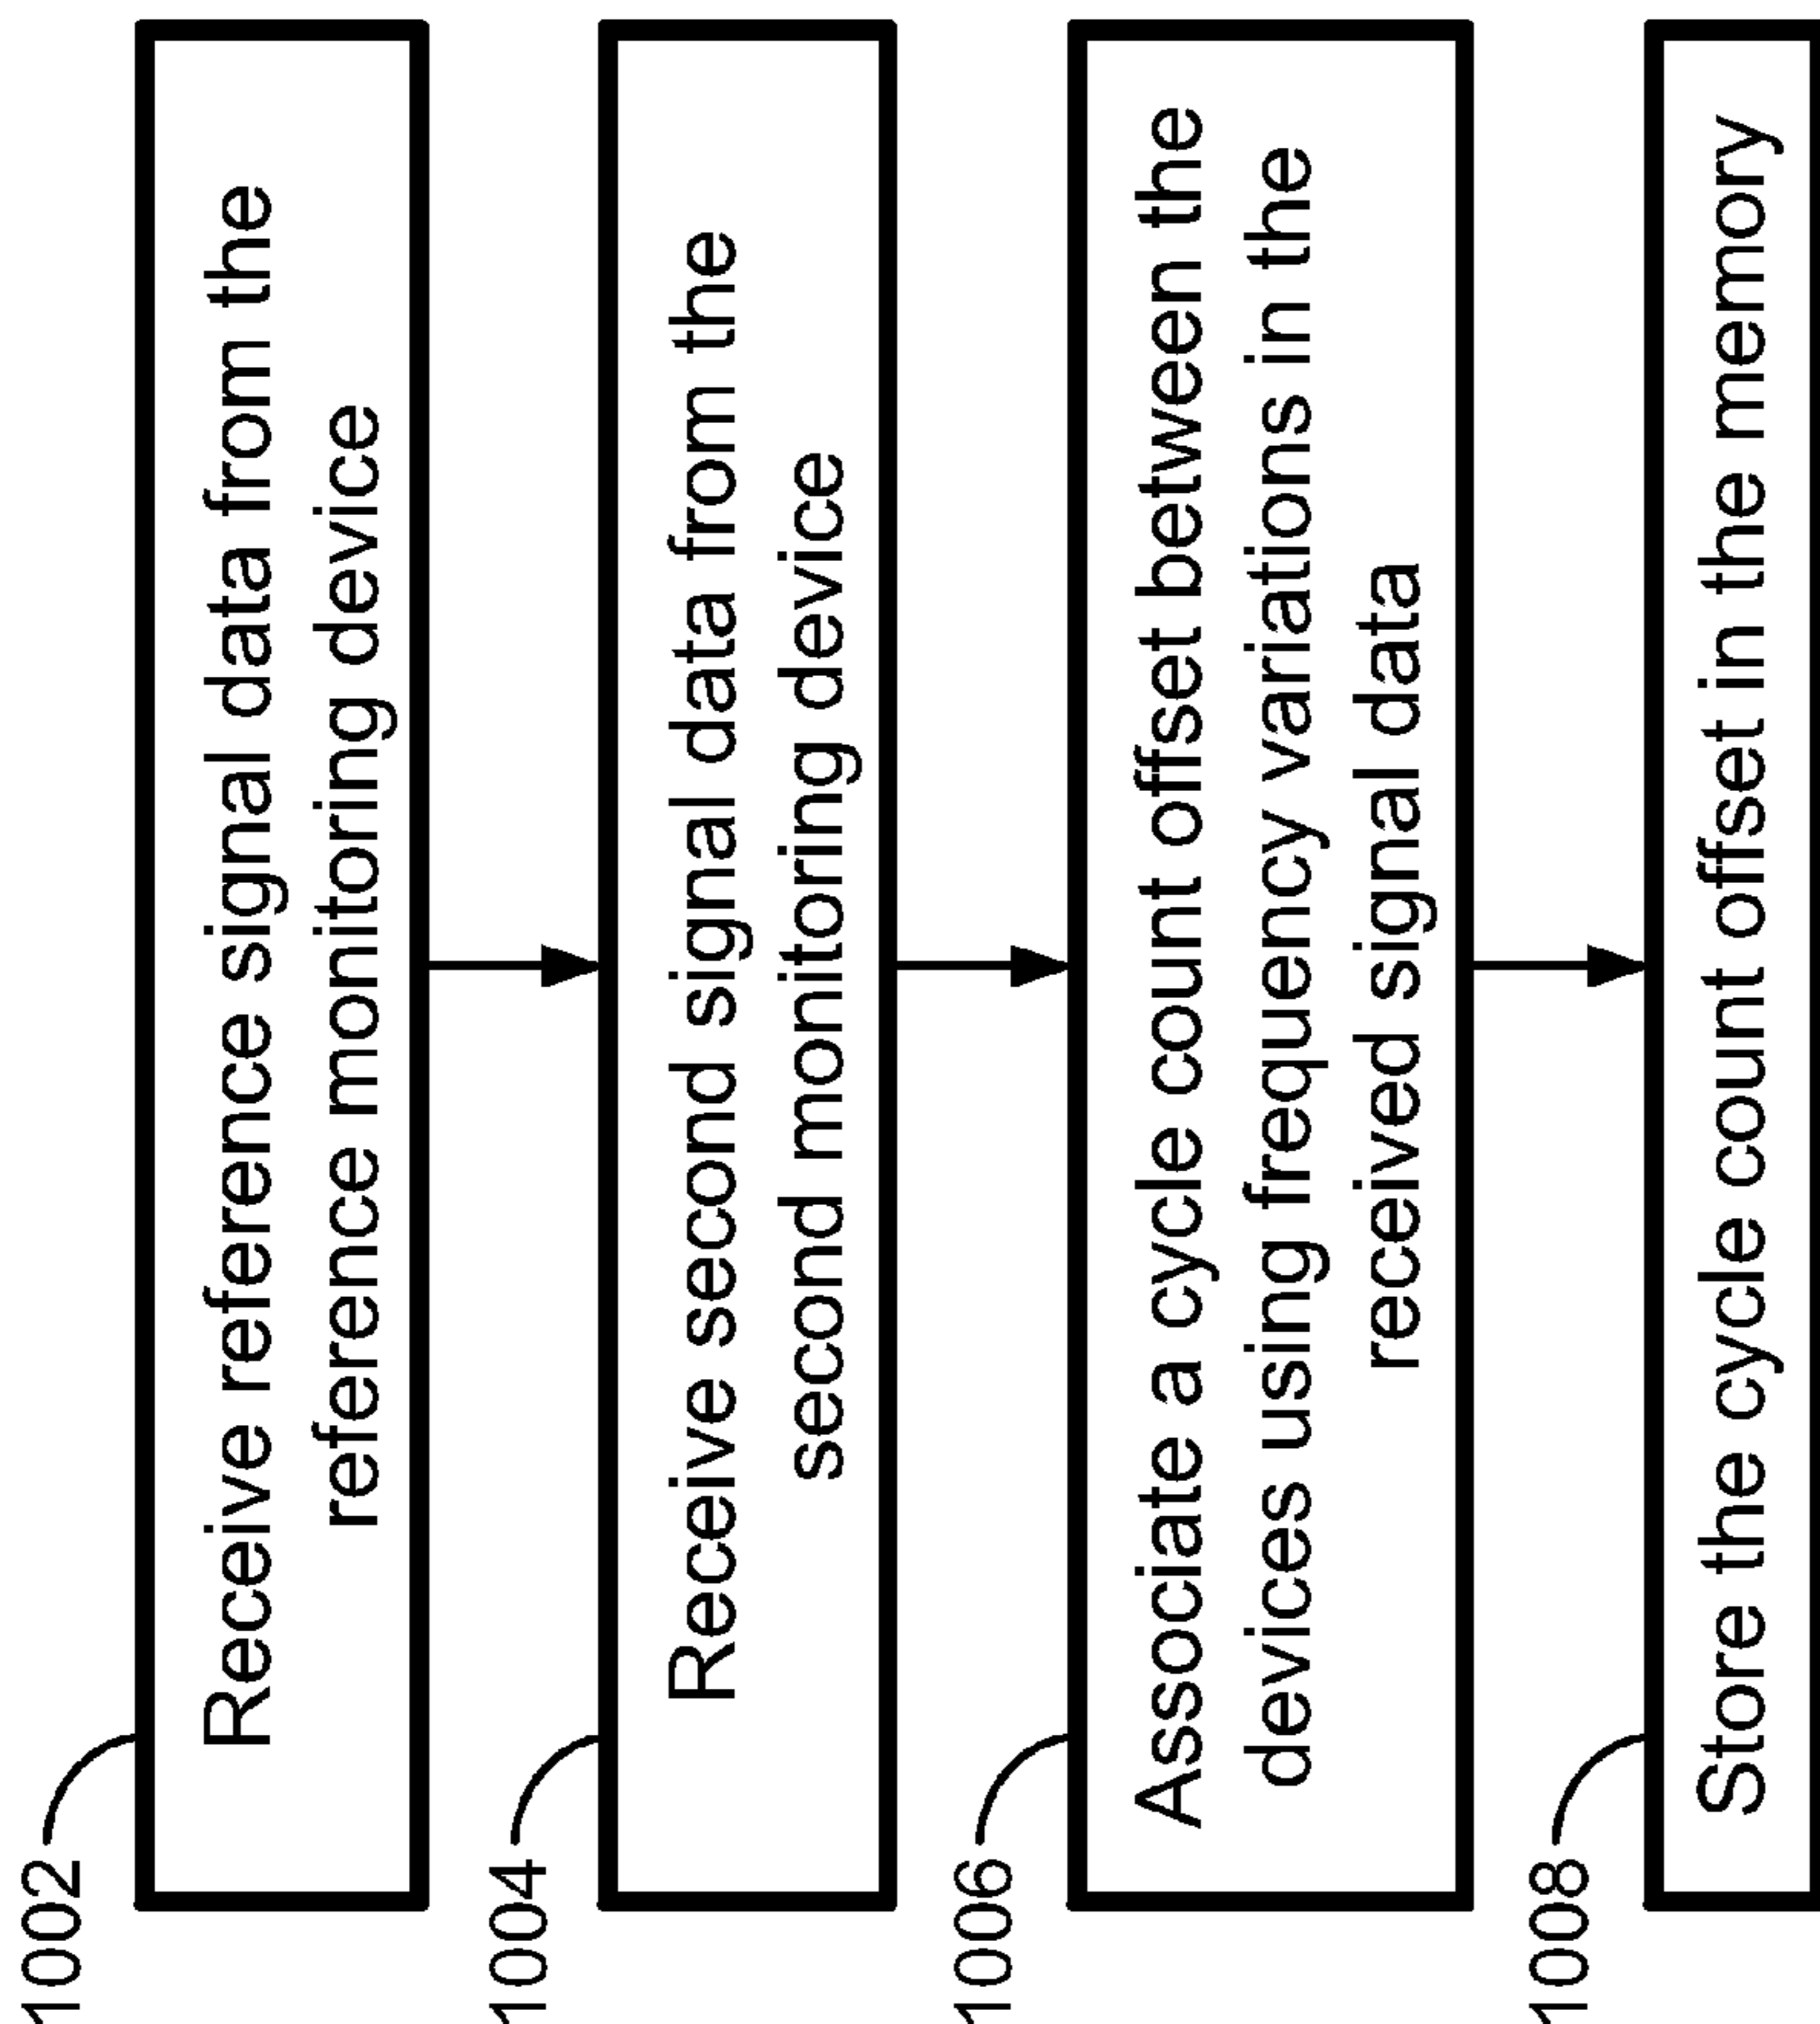 1002
Receive reference signal data from the
reference monitoring device
1004
Receive second signal data from the
second monitoring device
1006
Associate a cycle count offset between the
devices using frequency variations in the
received signal data
1008
Store the cycle count offset in the memory